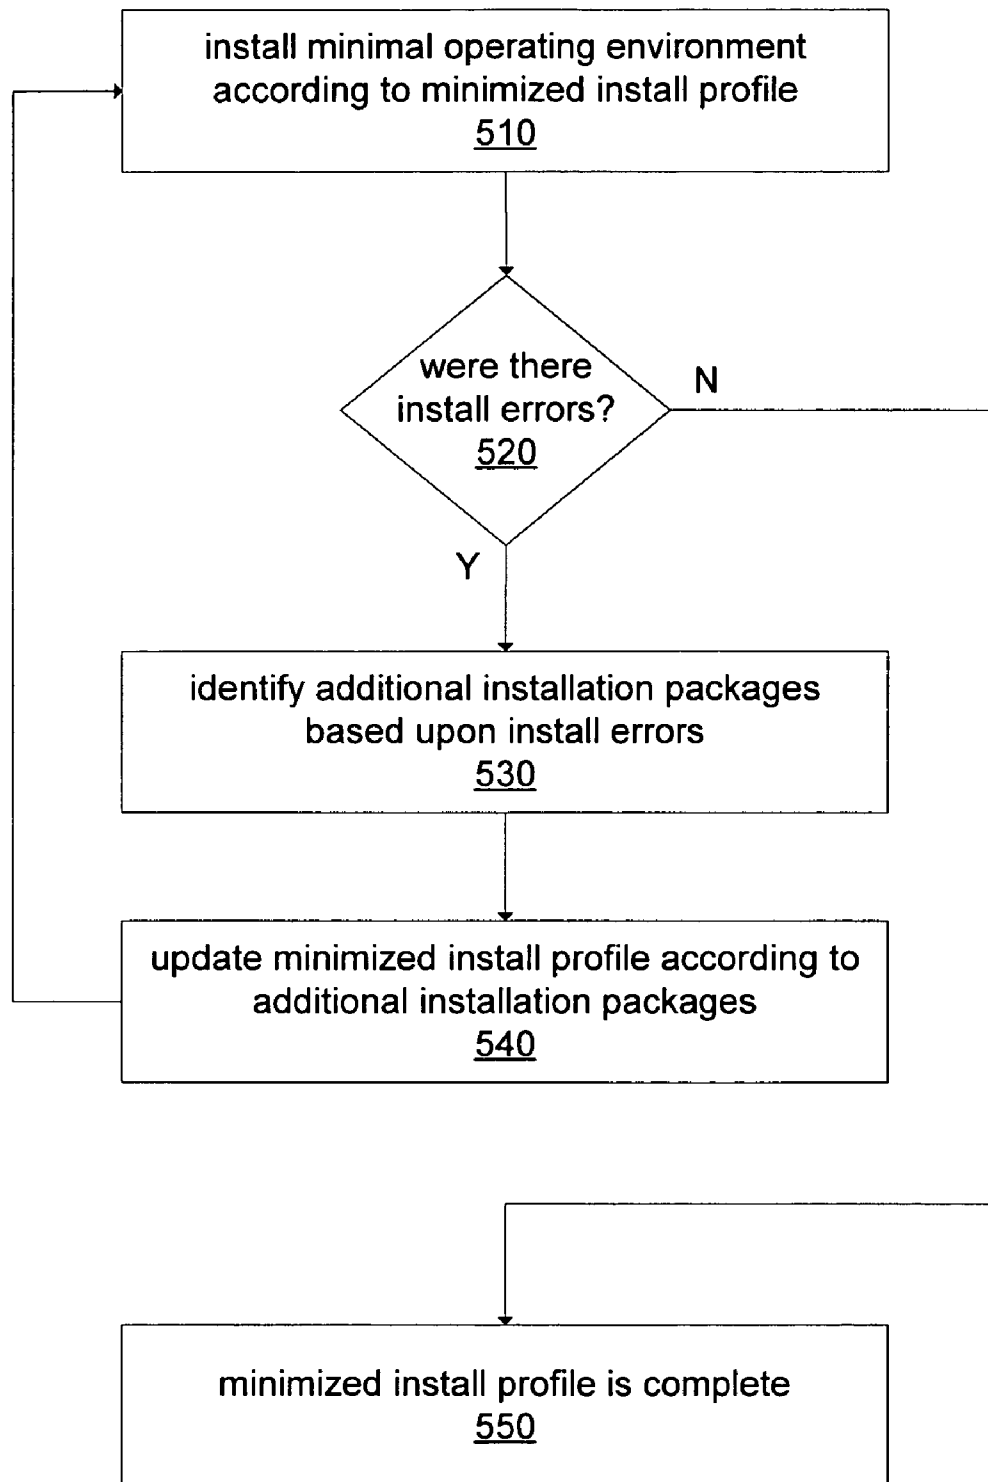 install minimal operating environment
according to minimized install profile
510
were there
install errors?
520
N
Y
identify additional installation packages
based upon install errors
530
update minimized install profile according to
additional installation packages
540
minimized install profile is complete
550